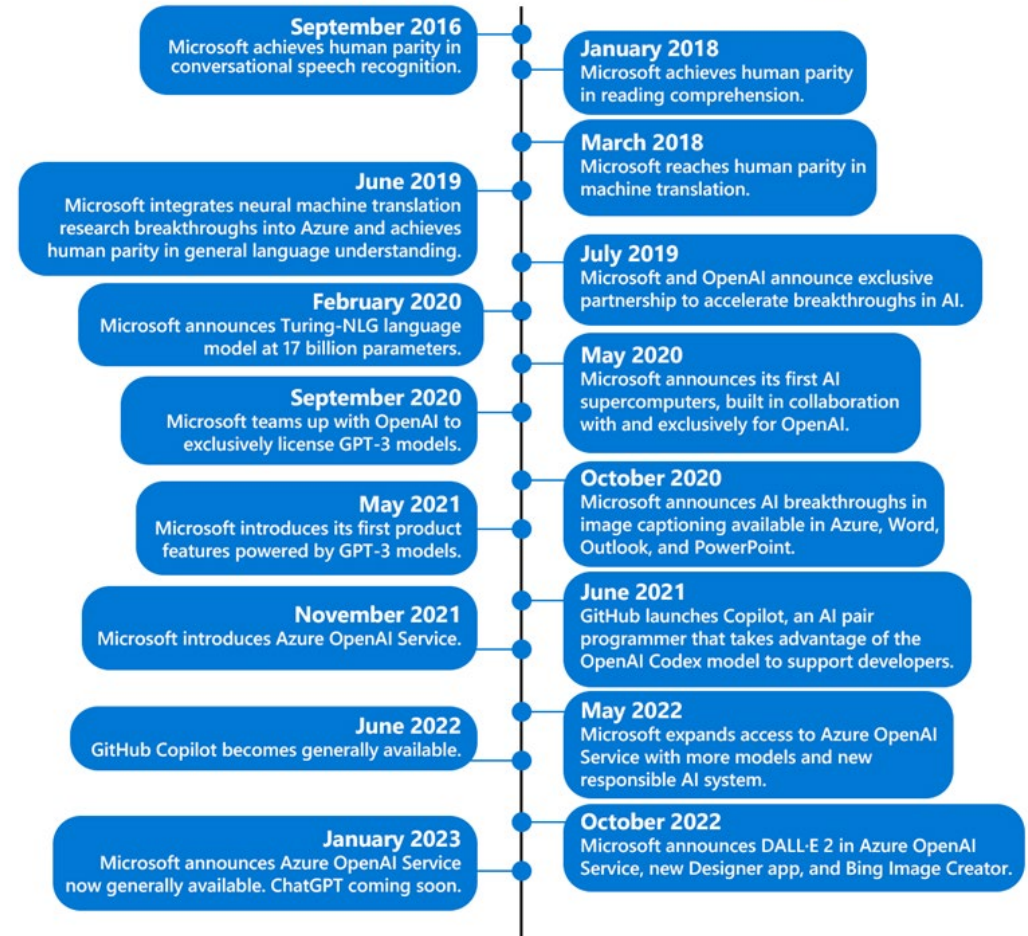 September 2016
Microsoft achieves human parity in
conversational speech recognition.
January 2018
Microsoft achieves human parity
in reading comprehension.
March 2018
Microsoft reaches human parity in
machine translation.
June 2019
Microsoft integrates neural machine translation
research breakthroughs into Azure and achieves
human parity in general language understanding.
July 2019
Microsoft and OpenAI announce exclusive
partnership to accelerate breakthroughs in AI.
February 2020
Microsoft announces Turing-NLG language
model at 17 billion parameters.
May 2020
Microsoft announces its first AI
supercomputers, built in collaboration
with and exclusively for OpenAI.
September 2020
Microsoft teams up with OpenAI to
exclusively license GPT-3 models.
October 2020
Microsoft announces AI breakthroughs in
image captioning available in Azure, Word,
Outlook, and PowerPoint.
May 2021
Microsoft introduces its first product
features powered by GPT-3 models.
June 2021
GitHub launches Copilot, an AI pair
programmer that takes advantage of the
OpenAI Codex model to support developers.
November 2021
Microsoft introduces Azure OpenAI Service.
May 2022
Microsoft expands access to Azure OpenAI
Service with more models and new
responsible AI system.
June 2022
GitHub Copilot becomes generally available.
October 2022
Microsoft announces DALL·E 2 in Azure OpenAI
Service, new Designer app, and Bing Image Creator.
January 2023
Microsoft announces Azure OpenAI Service
now generally available. ChatGPT coming soon.